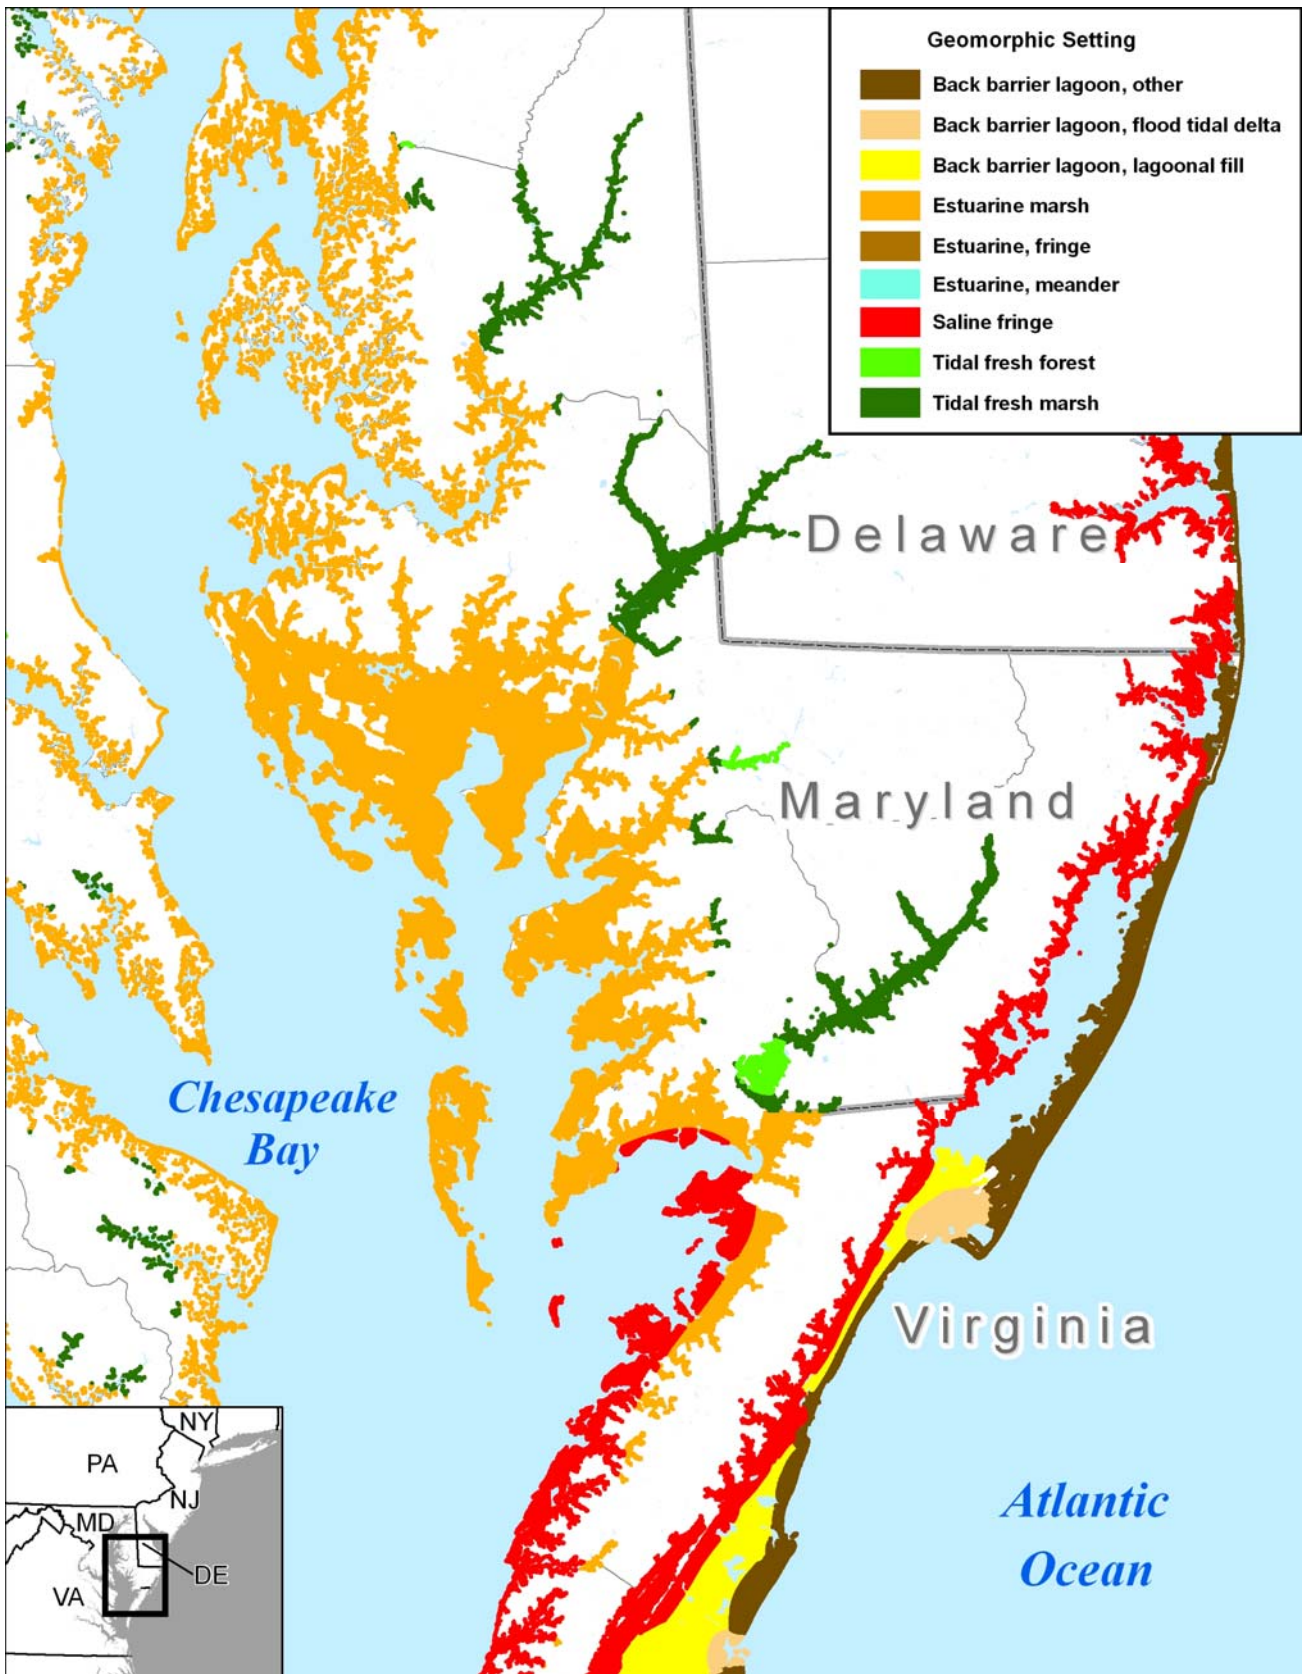 Geomorphic Setting
Back barrier lagoon, other
Back barrier lagoon, flood tidal delta
Back barrier lagoon, lagoonal fill
Estuarine marsh
Estuarine, fringe
Estuarine, meander
Saline fringe
Tidal fresh forest
Tidal fresh marsh
Delaware
Maryland
Chesapeake
Bay
Virginia
Atlantic
Ocean
NY
PA
NJ
MD
DE
VA